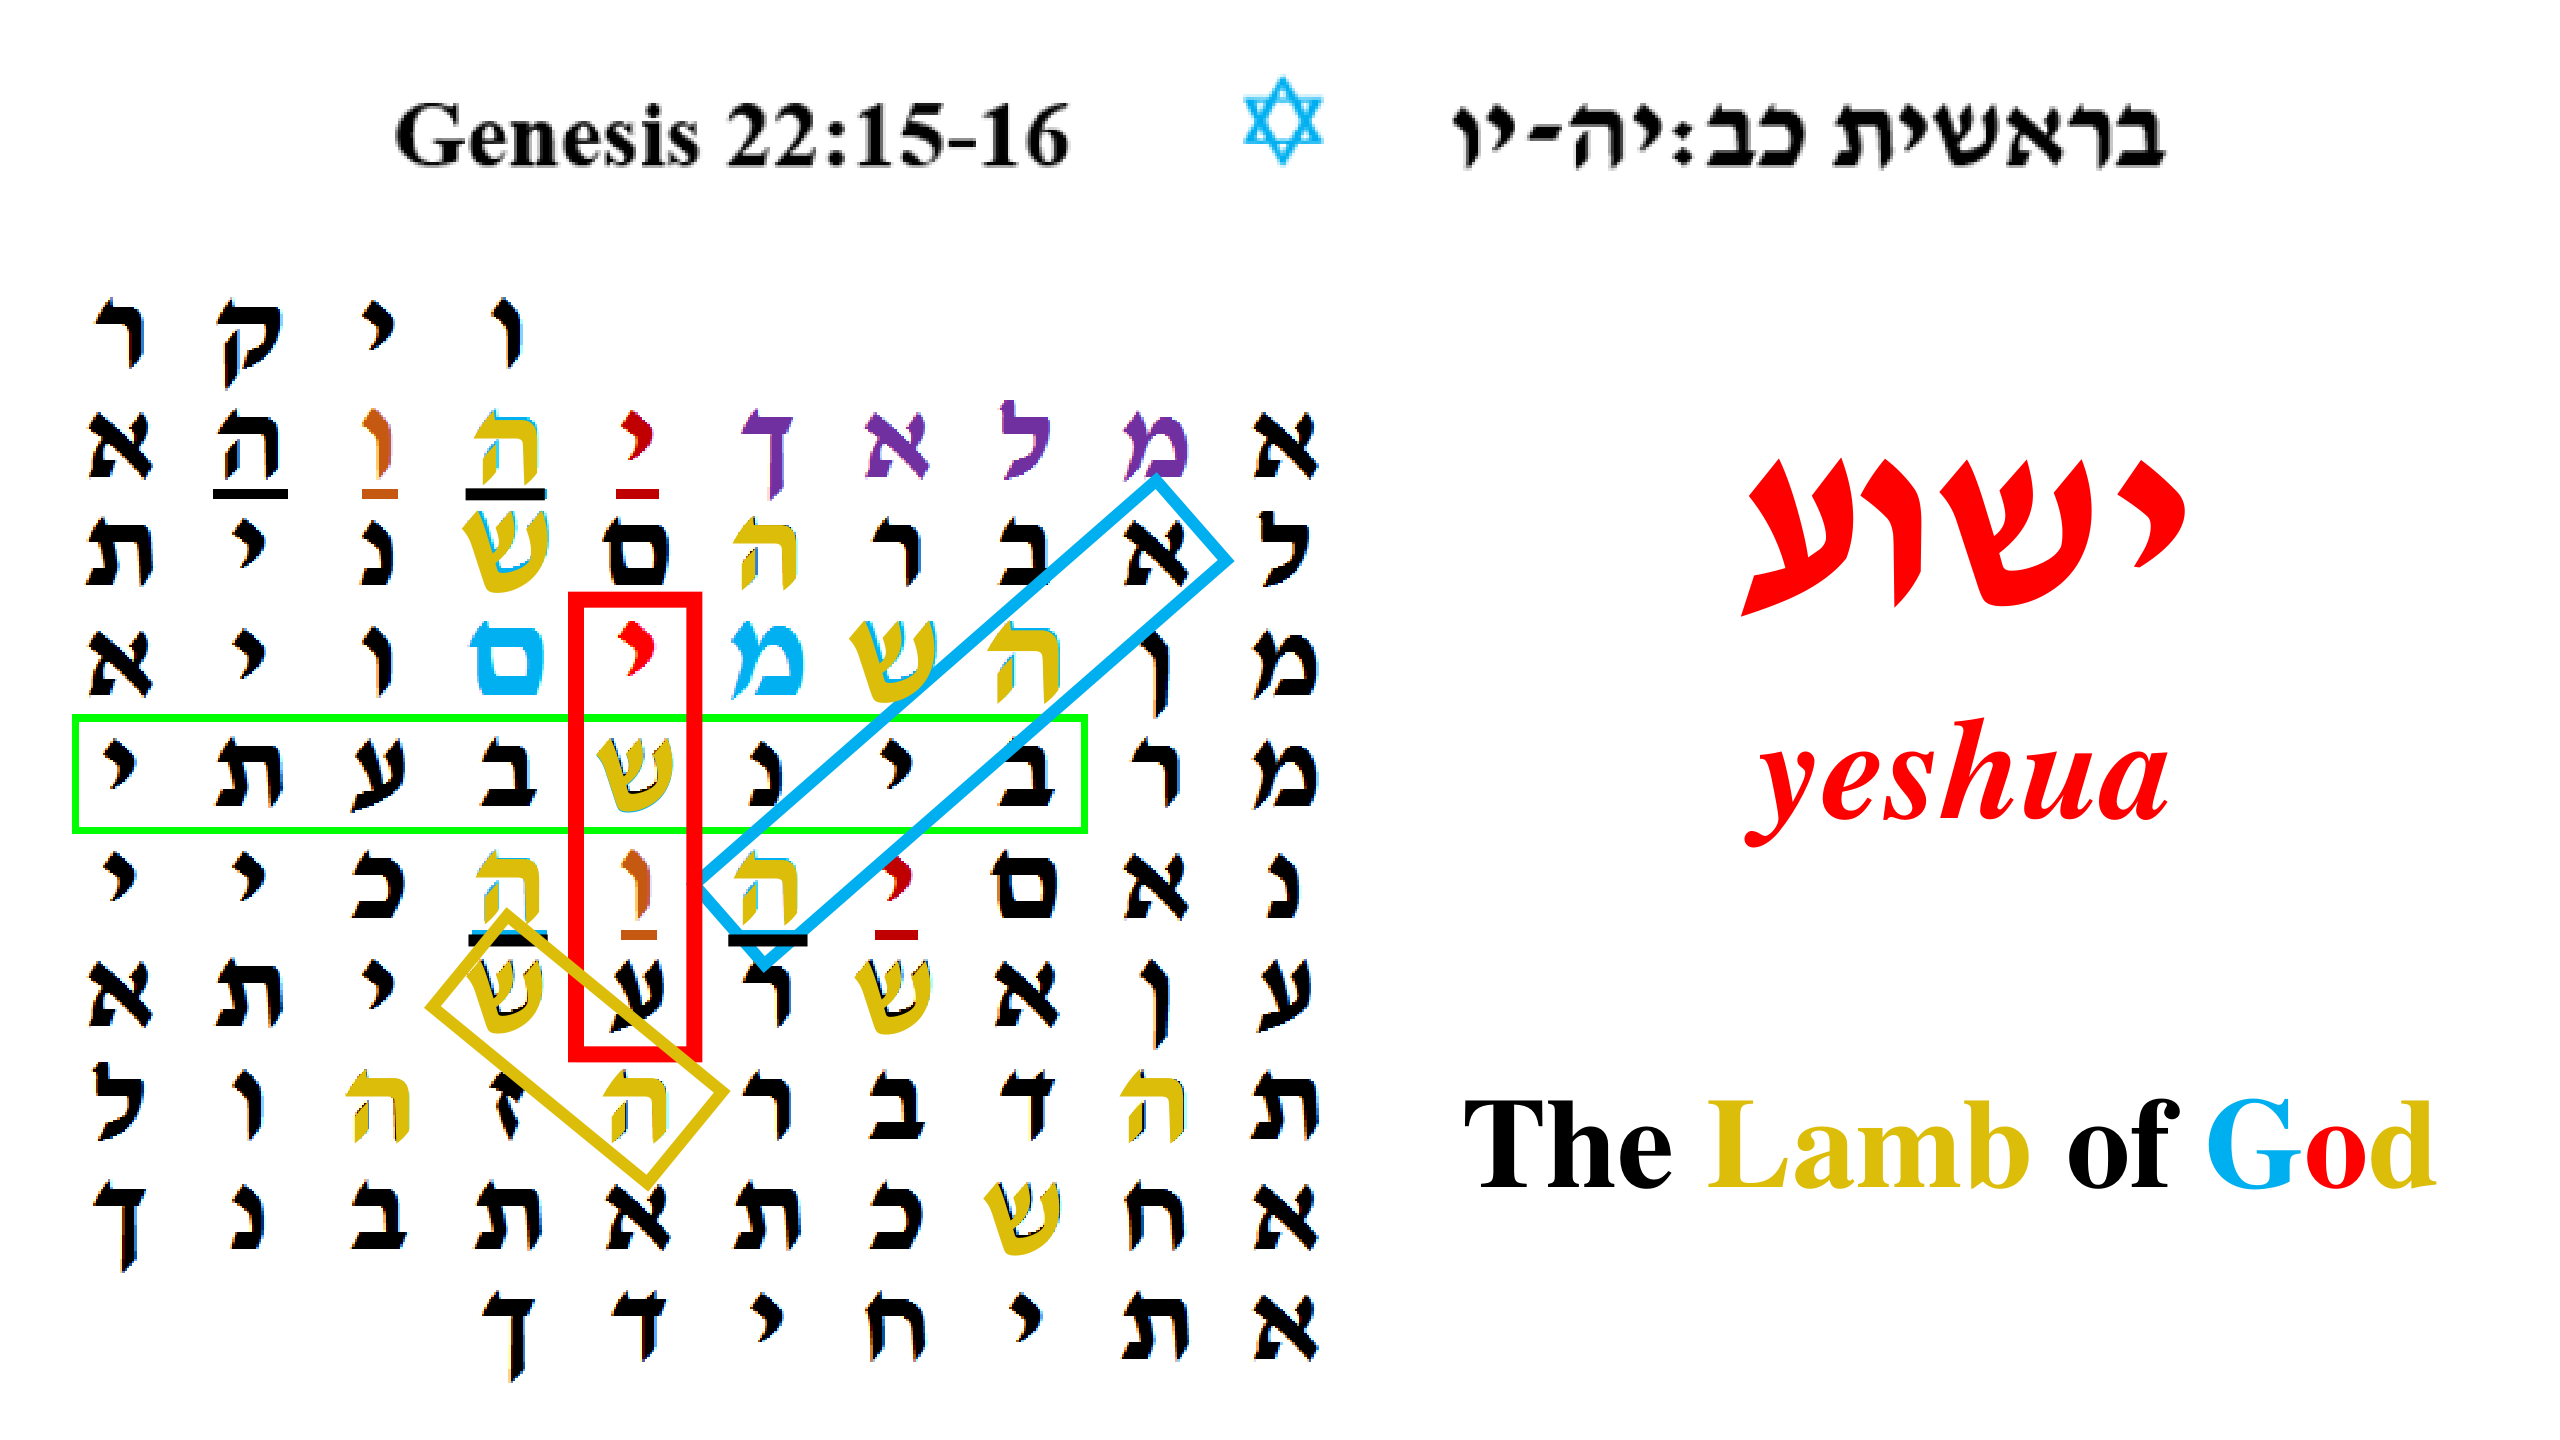 Genesis 22:15-16 ✡ בראשית כב:יה-יו
ו י ק ר
א מ ל א ך י ה ו ה א
ל א ב ר ה ם ש נ י ת
מ ן ה ש מ י ם ו י א
מ ר ב י נ ש ב ע ת י
נ א ם י ה ו ה כ י י
ע ן א ש ר ע ש י ת א
ת ה ד ב ר ה ז ה ו ל
א ח ש כ ת א ת ב נ ך
א ת י ח י ד ך
ישוע
yeshua
The Lamb of God